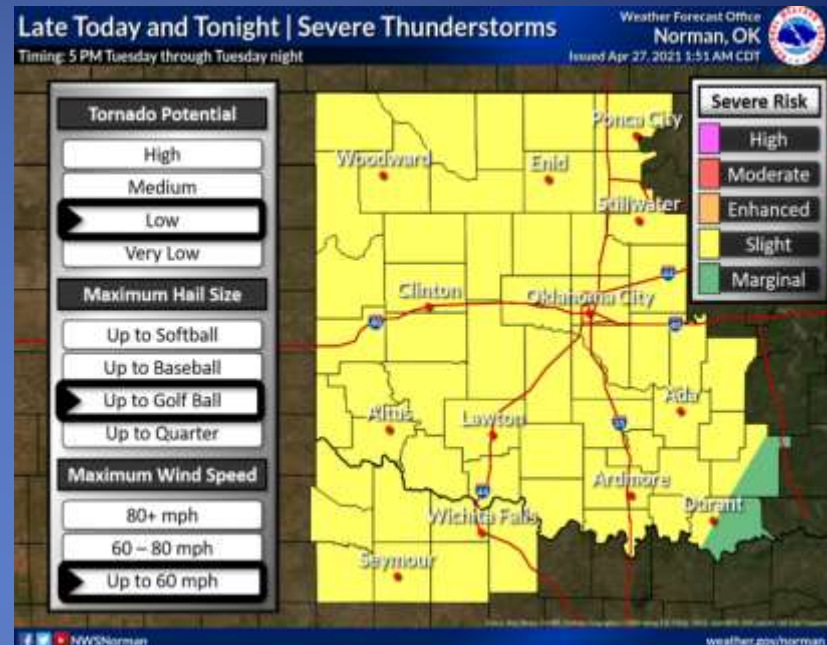 Late Today and Tonight | Severe Thunderstorms
Timing: 5 PM Tuesday through Tuesday night
Weather Forecast Office
Norman, OK
Issued Apr 27, 2021 1:51 AM CDT
Tornado Potential
High
Medium
Low
Very Low
Maximum Hail Size
Up to Softball
Up to Baseball
Up to Golf Ball
Up to Quarter
Maximum Wind Speed
80+ mph
60 – 80 mph
Up to 60 mph
Ponca City
Woodward
Enid
Stillwater
Clinton
Oklahoma City
Altus
Lawton
Ada
Ardmore
Durant
Wichita Falls
Seymour
Severe Risk
High
Moderate
Enhanced
Slight
Marginal
NWSNorman
weather.gov/norman